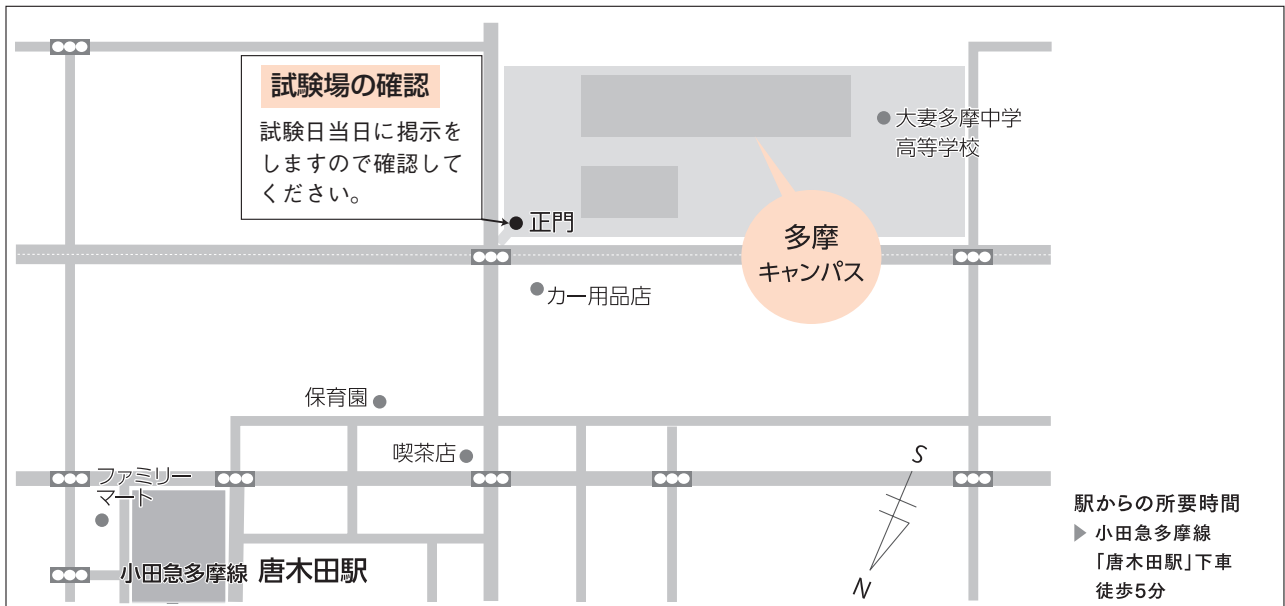 試験場の確認
試験日当日に掲示を
しますので確認して
ください。
大妻多摩中学
高等学校
正門
多摩
キャンパス
カー用品店
保育園
喫茶店
ファミリー
マート
小田急多摩線 唐木田駅
S
N
駅からの所要時間
▶ 小田急多摩線
「唐木田駅」下車
徒歩5分